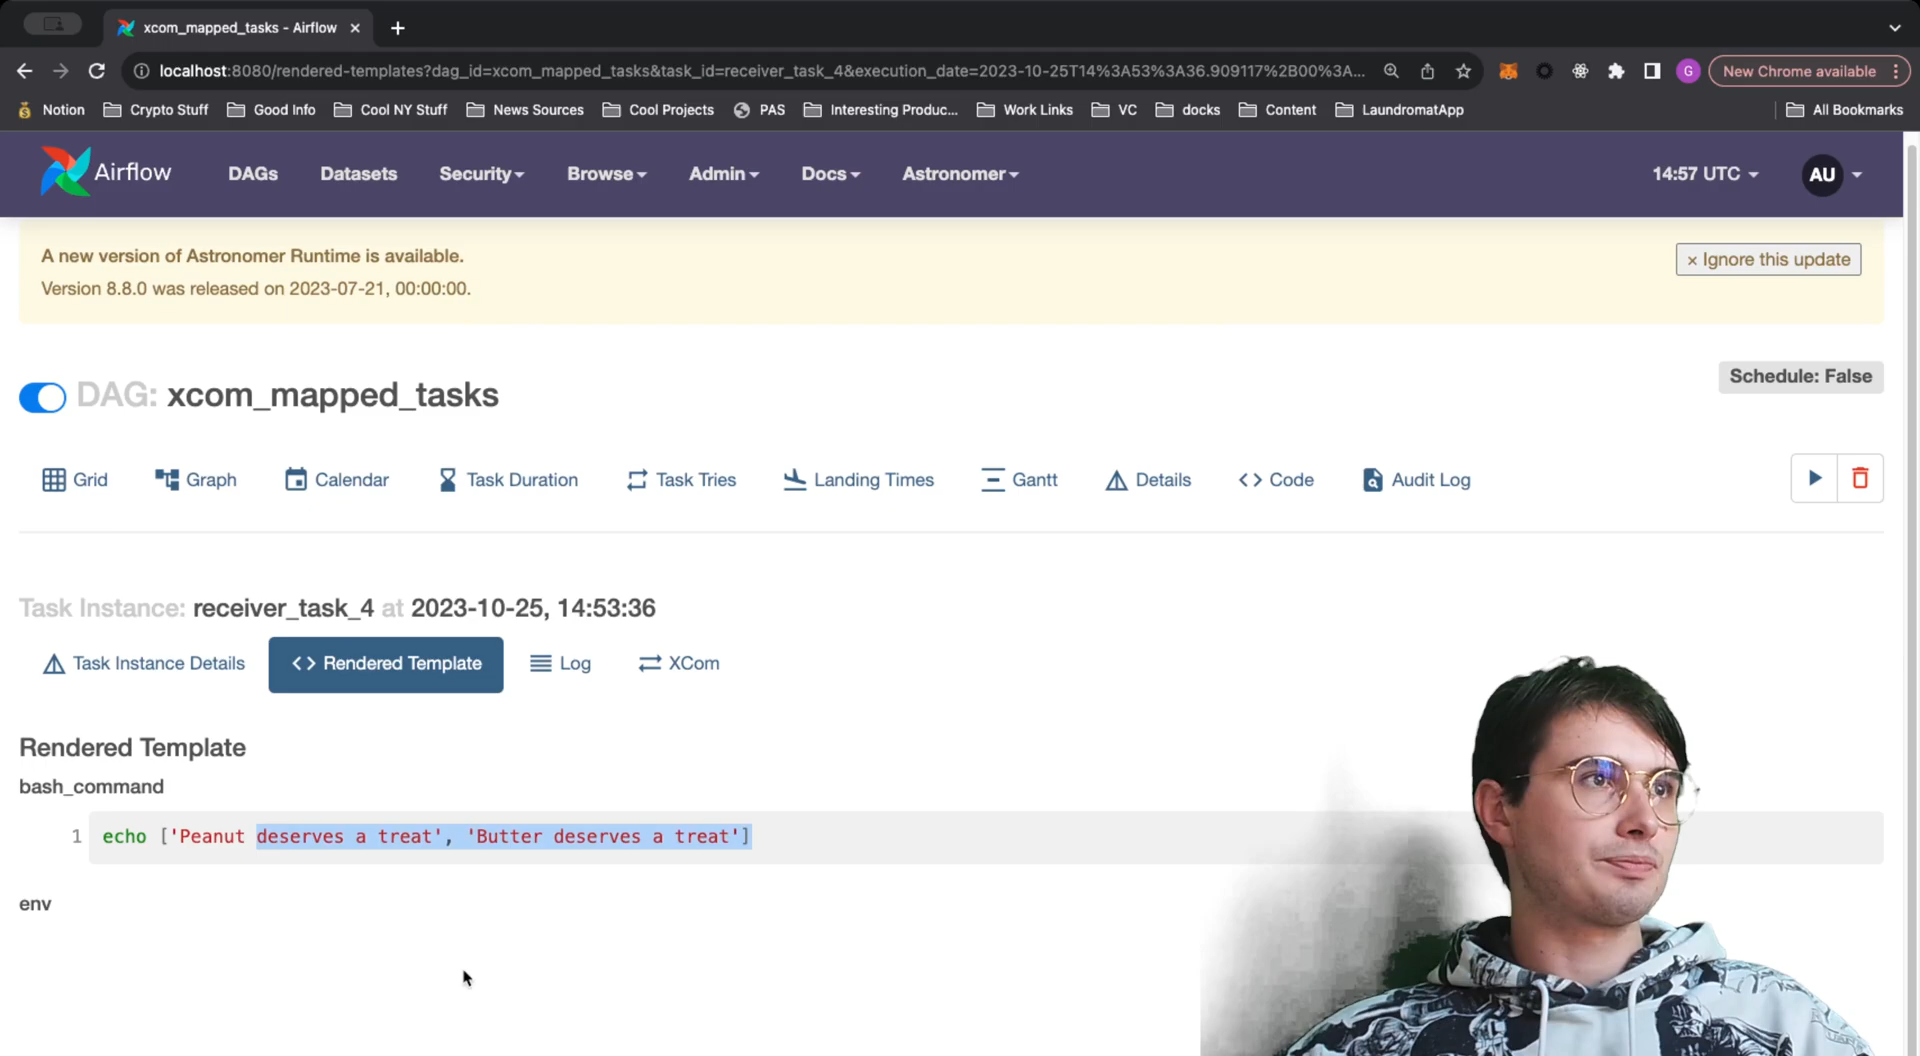 xcom_mapped_tasks - Airflow
localhost:8080/rendered-templates?dag_id=xcom_mapped_tasks&task_id=receiver_task_4&execution_date=2023-10-25T14%3A53%3A36.909117%2B00%3A...
G
New Chrome available
Notion
Crypto Stuff
Good Info
Cool NY Stuff
News Sources
Cool Projects
PAS
Interesting Produc...
Work Links
VC
docks
Content
LaundromatApp
All Bookmarks
Airflow
DAGs
Datasets
Security
Browse
Admin
Docs
Astronomer
14:57 UTC
AU
A new version of Astronomer Runtime is available.
Version 8.8.0 was released on 2023-07-21, 00:00:00.
× Ignore this update
DAG: xcom_mapped_tasks
Schedule: False
Grid
Graph
Calendar
Task Duration
Task Tries
Landing Times
Gantt
Details
<> Code
Audit Log
Task Instance: receiver_task_4 at 2023-10-25, 14:53:36
Task Instance Details
<> Rendered Template
Log
XCom
Rendered Template
bash_command
1 echo ['Peanut deserves a treat', 'Butter deserves a treat']
env